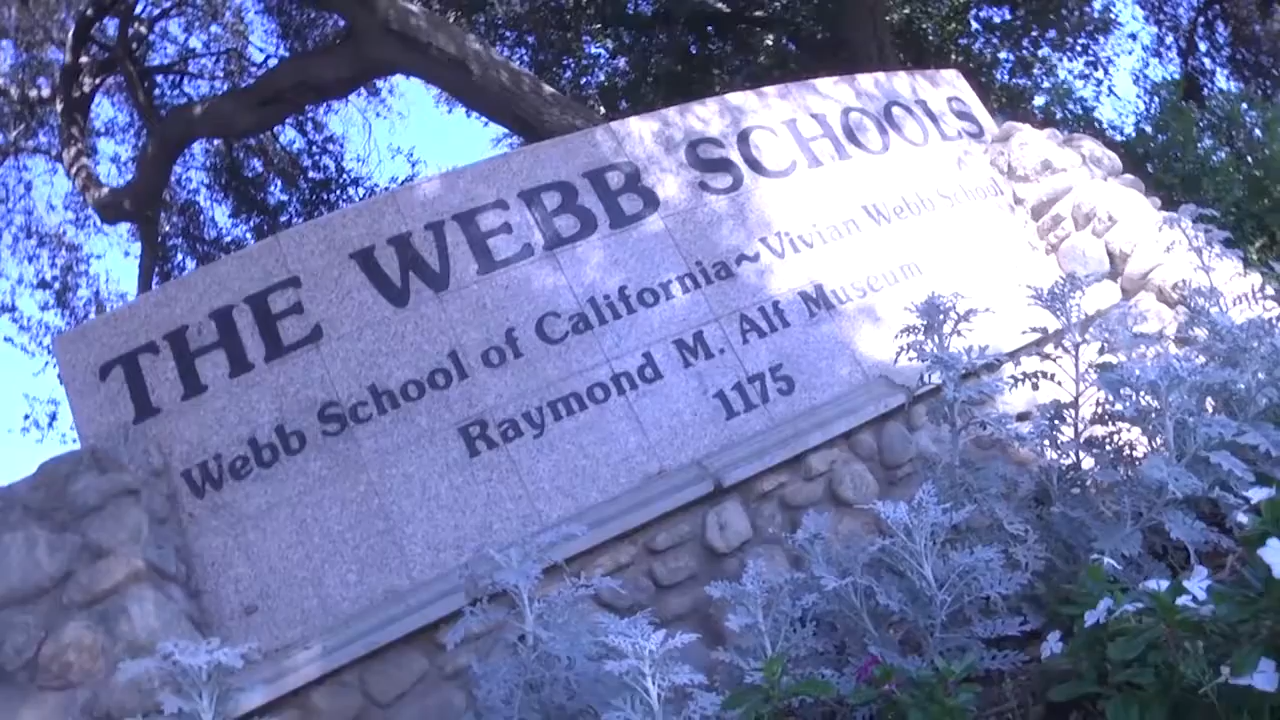 THE WEBB SCHOOLS
Webb School of California~Vivian Webb School
Raymond M. Alf Museum
1175